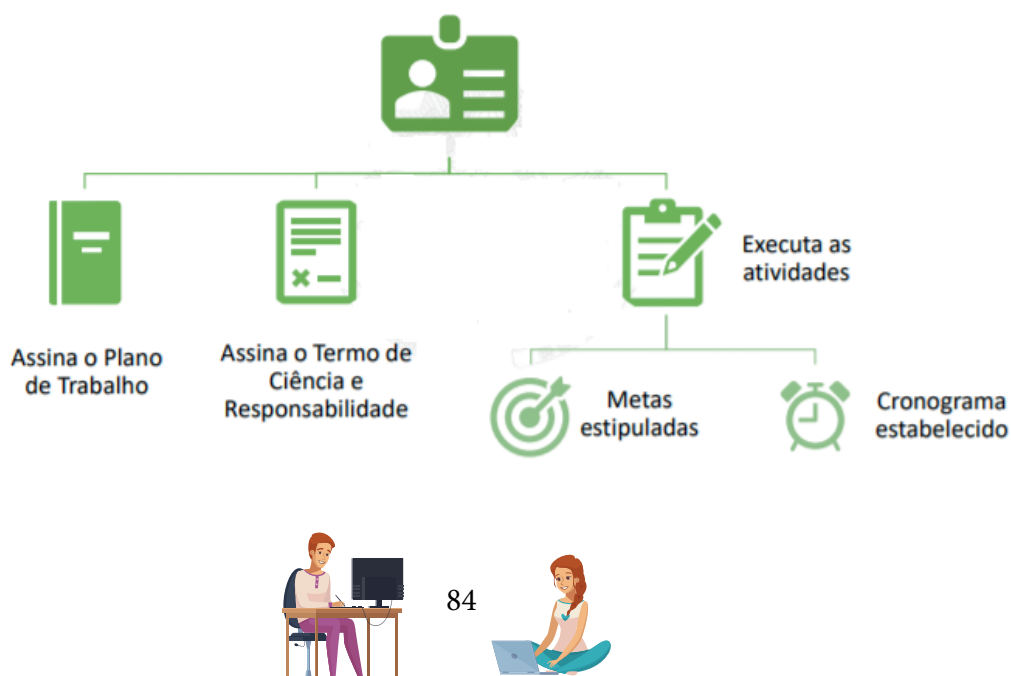 Executa as
atividades
Assina o Plano
de Trabalho
Assina o Termo de
Ciência e
Responsabilidade
Metas
estipuladas
Cronograma
estabelecido
84